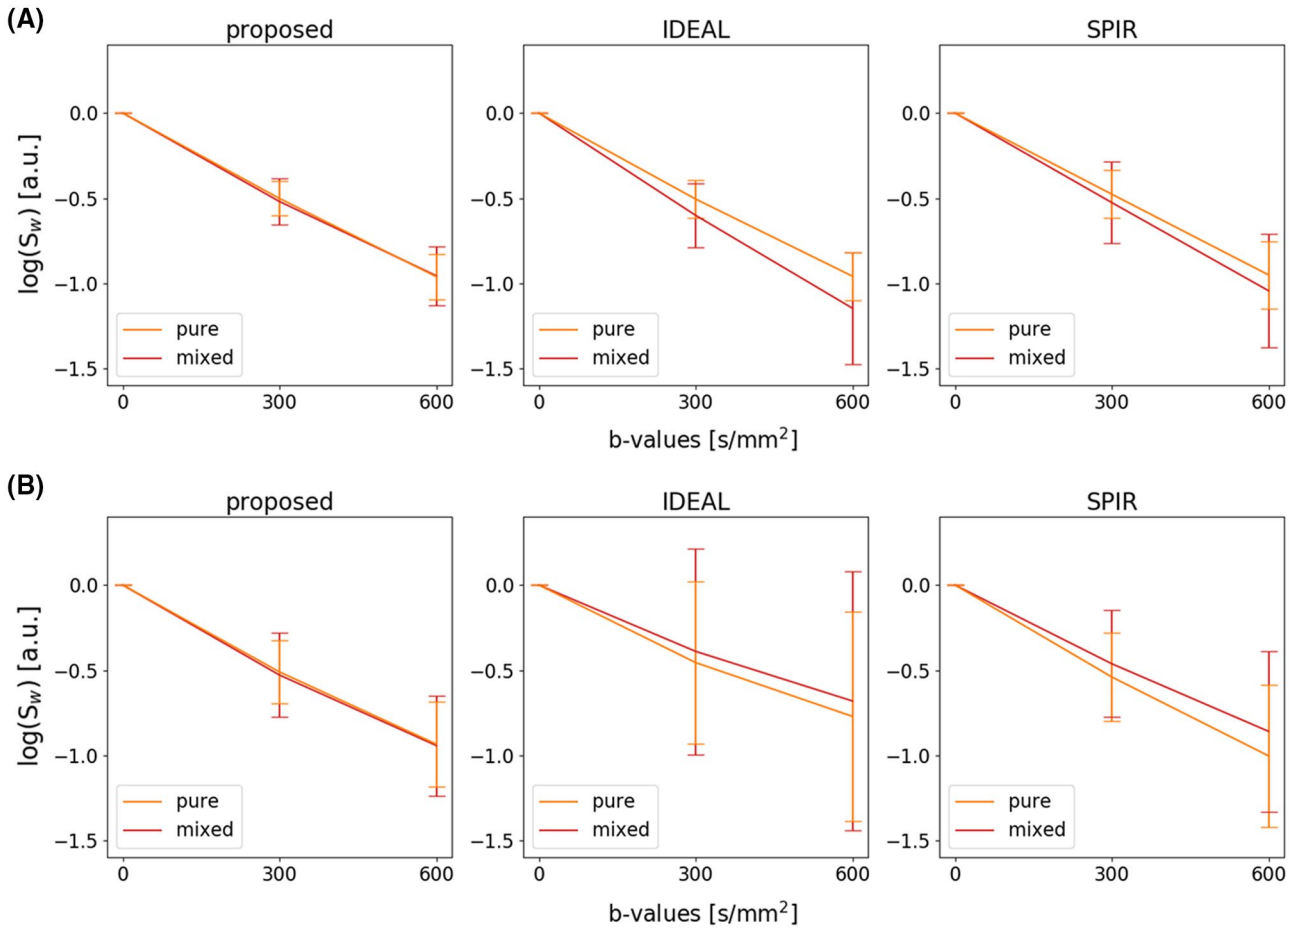 (A)
proposed IDEAL SPIR
log(S_w) [a.u.]
0.0 0.0 0.0
−0.5 −0.5 −0.5
−1.0 −1.0 −1.0
−1.5 −1.5 −1.5
pure pure pure
mixed mixed mixed
0 300 600 0 300 600 0 300 600
b-values [s/mm²]
(B)
proposed IDEAL SPIR
log(S_w) [a.u.]
0.0 0.0 0.0
−0.5 −0.5 −0.5
−1.0 −1.0 −1.0
−1.5 −1.5 −1.5
pure pure pure
mixed mixed mixed
0 300 600 0 300 600 0 300 600
b-values [s/mm²]